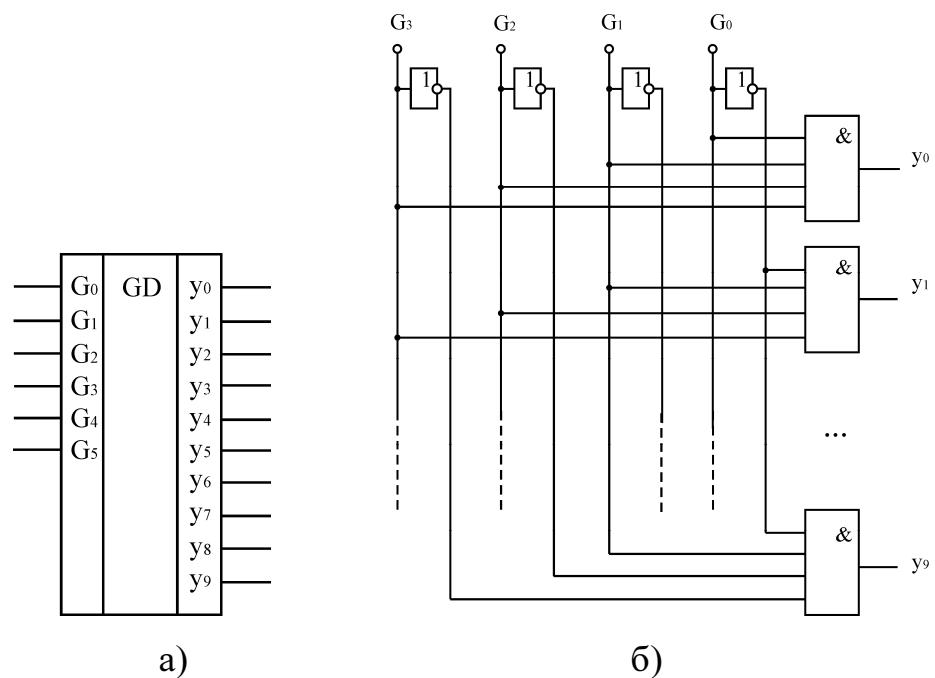 G₀ GD y₀
G₁ y₁
G₂ y₂
G₃ y₃
G₄ y₄
G₅ y₅
y₆
y₇
y₈
y₉
а)
G₃ G₂ G₁ G₀
1 1 1 1
&
y₀
&
y₁
...
&
y₉
б)